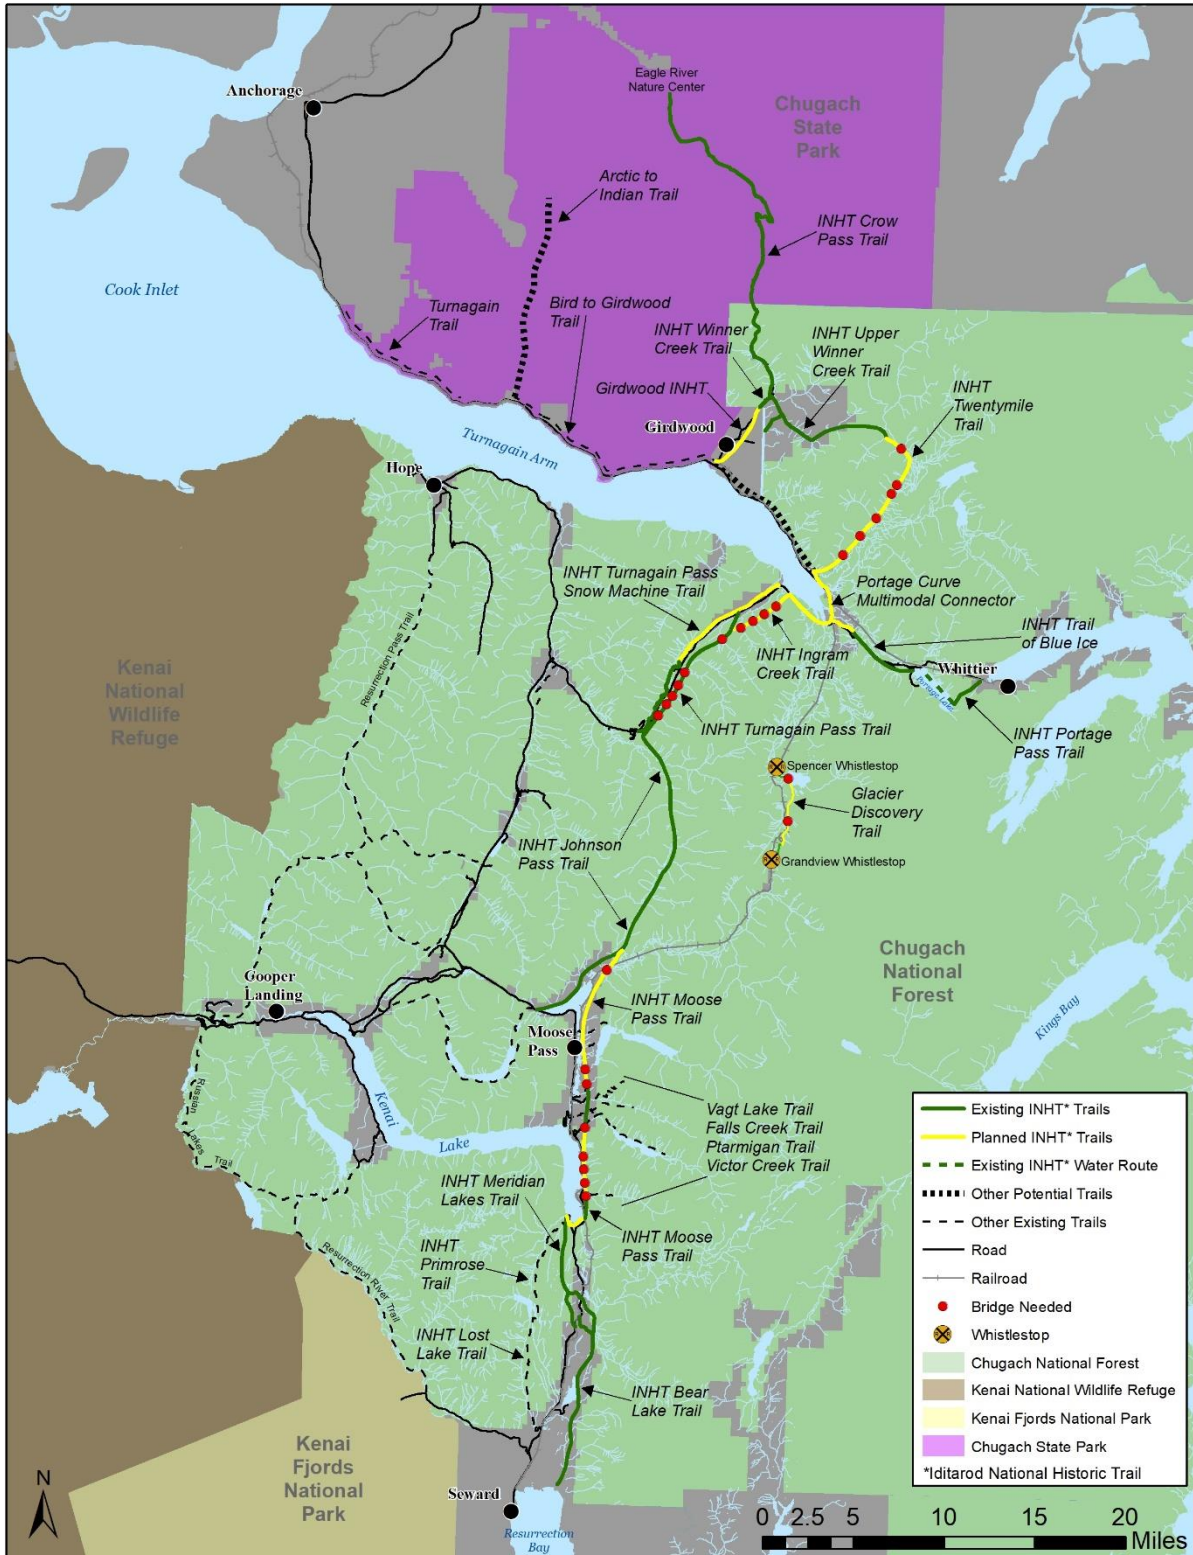 Eagle River
Nature Center
Anchorage
Chugach
State
Park
Arctic to
Indian Trail
INHT Crow
Pass Trail
Cook Inlet
Turnagain
Trail
Bird to Girdwood
Trail
INHT Winner
Creek Trail
INHT Upper
Winner
Creek Trail
INHT
Twentymile
Trail
Girdwood INHT
Girdwood
Turnagain Arm
Hope
INHT Turnagain Pass
Snow Machine Trail
Portage Curve
Multimodal Connector
INHT Trail
of Blue Ice
Whittier
Portage Lake
INHT Ingram
Creek Trail
Kenai
National
Wildlife
Refuge
Resurrection Pass Trail
INHT Turnagain Pass Trail
INHT Portage
Pass Trail
Spencer Whistlestop
Glacier
Discovery
Trail
INHT Johnson
Pass Trail
Grandview Whistlestop
Chugach
National
Forest
Cooper
Landing
INHT Moose
Pass Trail
Kings Bay
Moose
Pass
Russian
Lakes
Trail
Kenai
Lake
Vagt Lake Trail
Falls Creek Trail
Ptarmigan Trail
Victor Creek Trail
INHT Meridian
Lakes Trail
INHT Moose
Pass Trail
INHT
Primrose
Trail
Resurrection River Trail
INHT Lost
Lake Trail
INHT Bear
Lake Trail
Kenai
Fjords
National
Park
Seward
Resurrection
Bay
N
Existing INHT* Trails
Planned INHT* Trails
Existing INHT* Water Route
Other Potential Trails
Other Existing Trails
Road
Railroad
Bridge Needed
Whistlestop
Chugach National Forest
Kenai National Wildlife Refuge
Kenai Fjords National Park
Chugach State Park
*Iditarod National Historic Trail
0 2.5 5 10 15 20
Miles